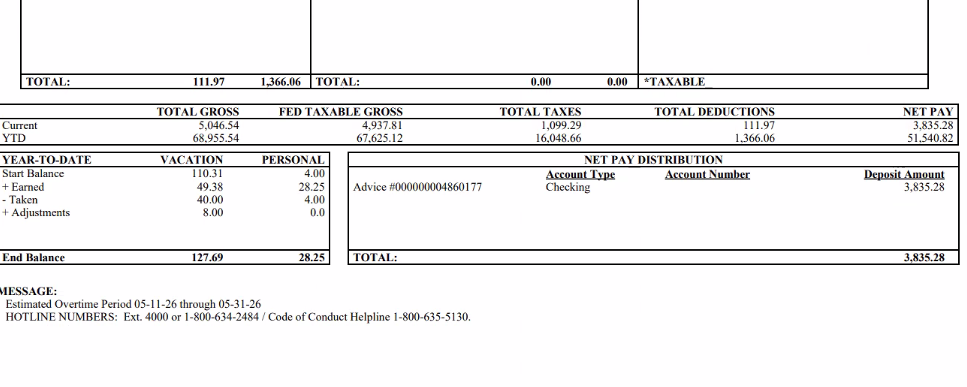 TOTAL: 111.97 1,366.06 TOTAL: 0.00 0.00 *TAXABLE
TOTAL GROSS FED TAXABLE GROSS TOTAL TAXES TOTAL DEDUCTIONS NET PAY
Current 5,046.54 4,937.81 1,099.29 111.97 3,835.28
YTD 68,955.54 67,625.12 16,048.66 1,366.06 51,540.82
YEAR-TO-DATE VACATION PERSONAL
Start Balance 110.31 4.00
+ Earned 49.38 28.25
- Taken 40.00 4.00
+ Adjustments 8.00 0.0
End Balance 127.69 28.25
NET PAY DISTRIBUTION
Account Type Account Number Deposit Amount
Advice #000000004860177 Checking 3,835.28
TOTAL: 3,835.28
MESSAGE:
Estimated Overtime Period 05-11-26 through 05-31-26
HOTLINE NUMBERS: Ext. 4000 or 1-800-634-2484 / Code of Conduct Helpline 1-800-635-5130.